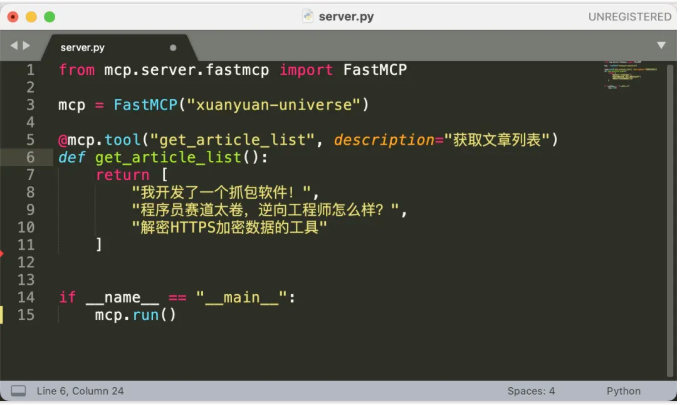 server.py
UNREGISTERED
server.py
1 from mcp.server.fastmcp import FastMCP
2
3 mcp = FastMCP("xuanyuan-universe")
4
5 @mcp.tool("get_article_list", description="获取文章列表")
6 def get_article_list():
7     return [
8         "我开发了一个抓包软件！",
9         "程序员赛道太卷，逆向工程师怎么样？",
10         "解密HTTPS加密数据的工具"
11     ]
12
13
14 if __name__ == "__main__":
15     mcp.run()
Line 6, Column 24
Spaces: 4
Python